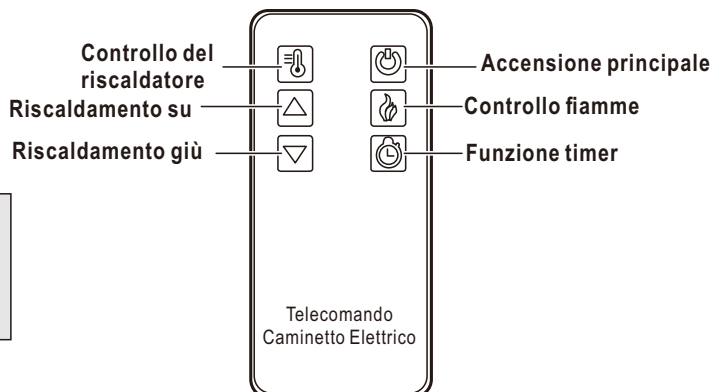 Controllo del
riscaldatore
Riscaldamento su
Riscaldamento giù
Accensione principale
Controllo fiamme
Funzione timer
Telecomando
Caminetto Elettrico